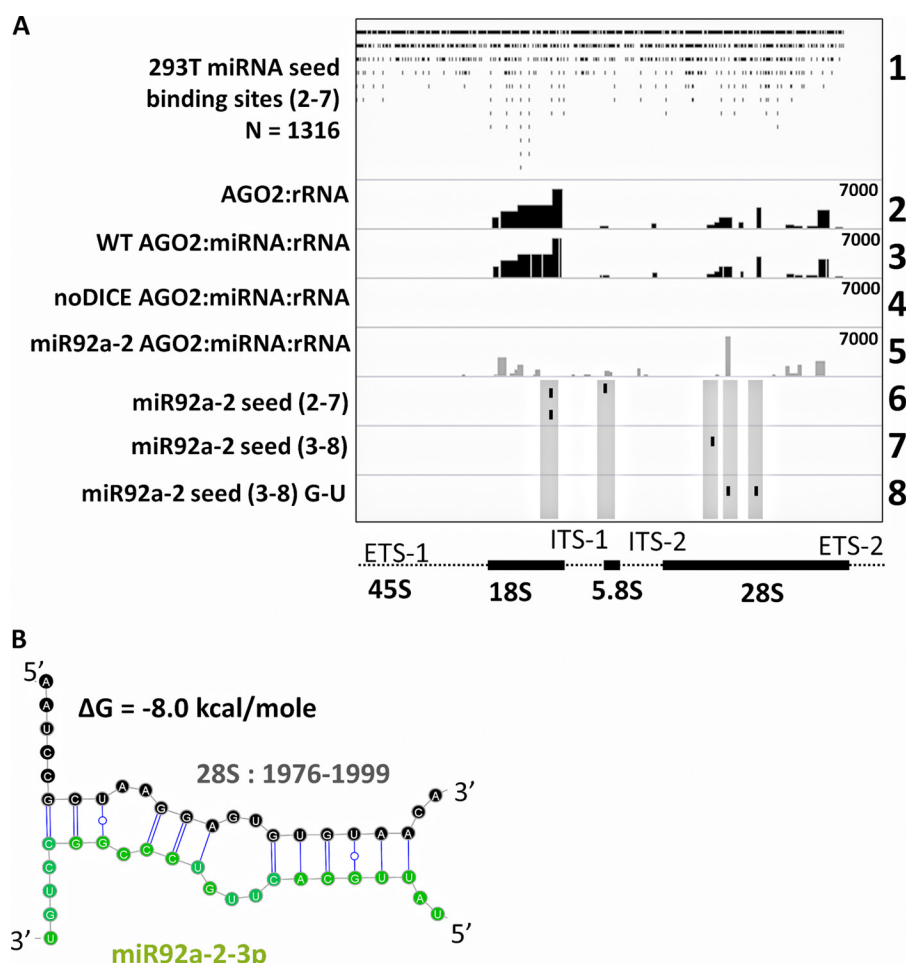 A
293T miRNA seed
binding sites (2-7)
N = 1316
1
AGO2:rRNA
7000
2
WT AGO2:miRNA:rRNA
7000
3
noDICE AGO2:miRNA:rRNA
7000
4
miR92a-2 AGO2:miRNA:rRNA
7000
5
miR92a-2 seed (2-7)
6
miR92a-2 seed (3-8)
7
miR92a-2 seed (3-8) G-U
8
ETS-1 ITS-1 ITS-2 ETS-2
45S 18S 5.8S 28S
B
5’
ΔG = -8.0 kcal/mole
28S : 1976-1999
3’
A A U C C G C U A A G G A G U G U G U A A C A
C G G C C C U G U U C A C G U U A U
C U G U
3’
5’
miR92a-2-3p